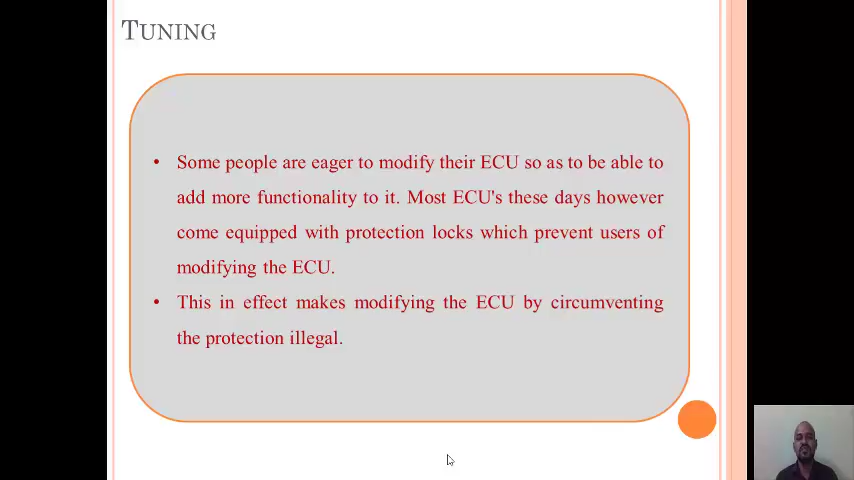 TUNING
• Some people are eager to modify their ECU so as to be able to
add more functionality to it. Most ECU's these days however
come equipped with protection locks which prevent users of
modifying the ECU.
• This in effect makes modifying the ECU by circumventing
the protection illegal.